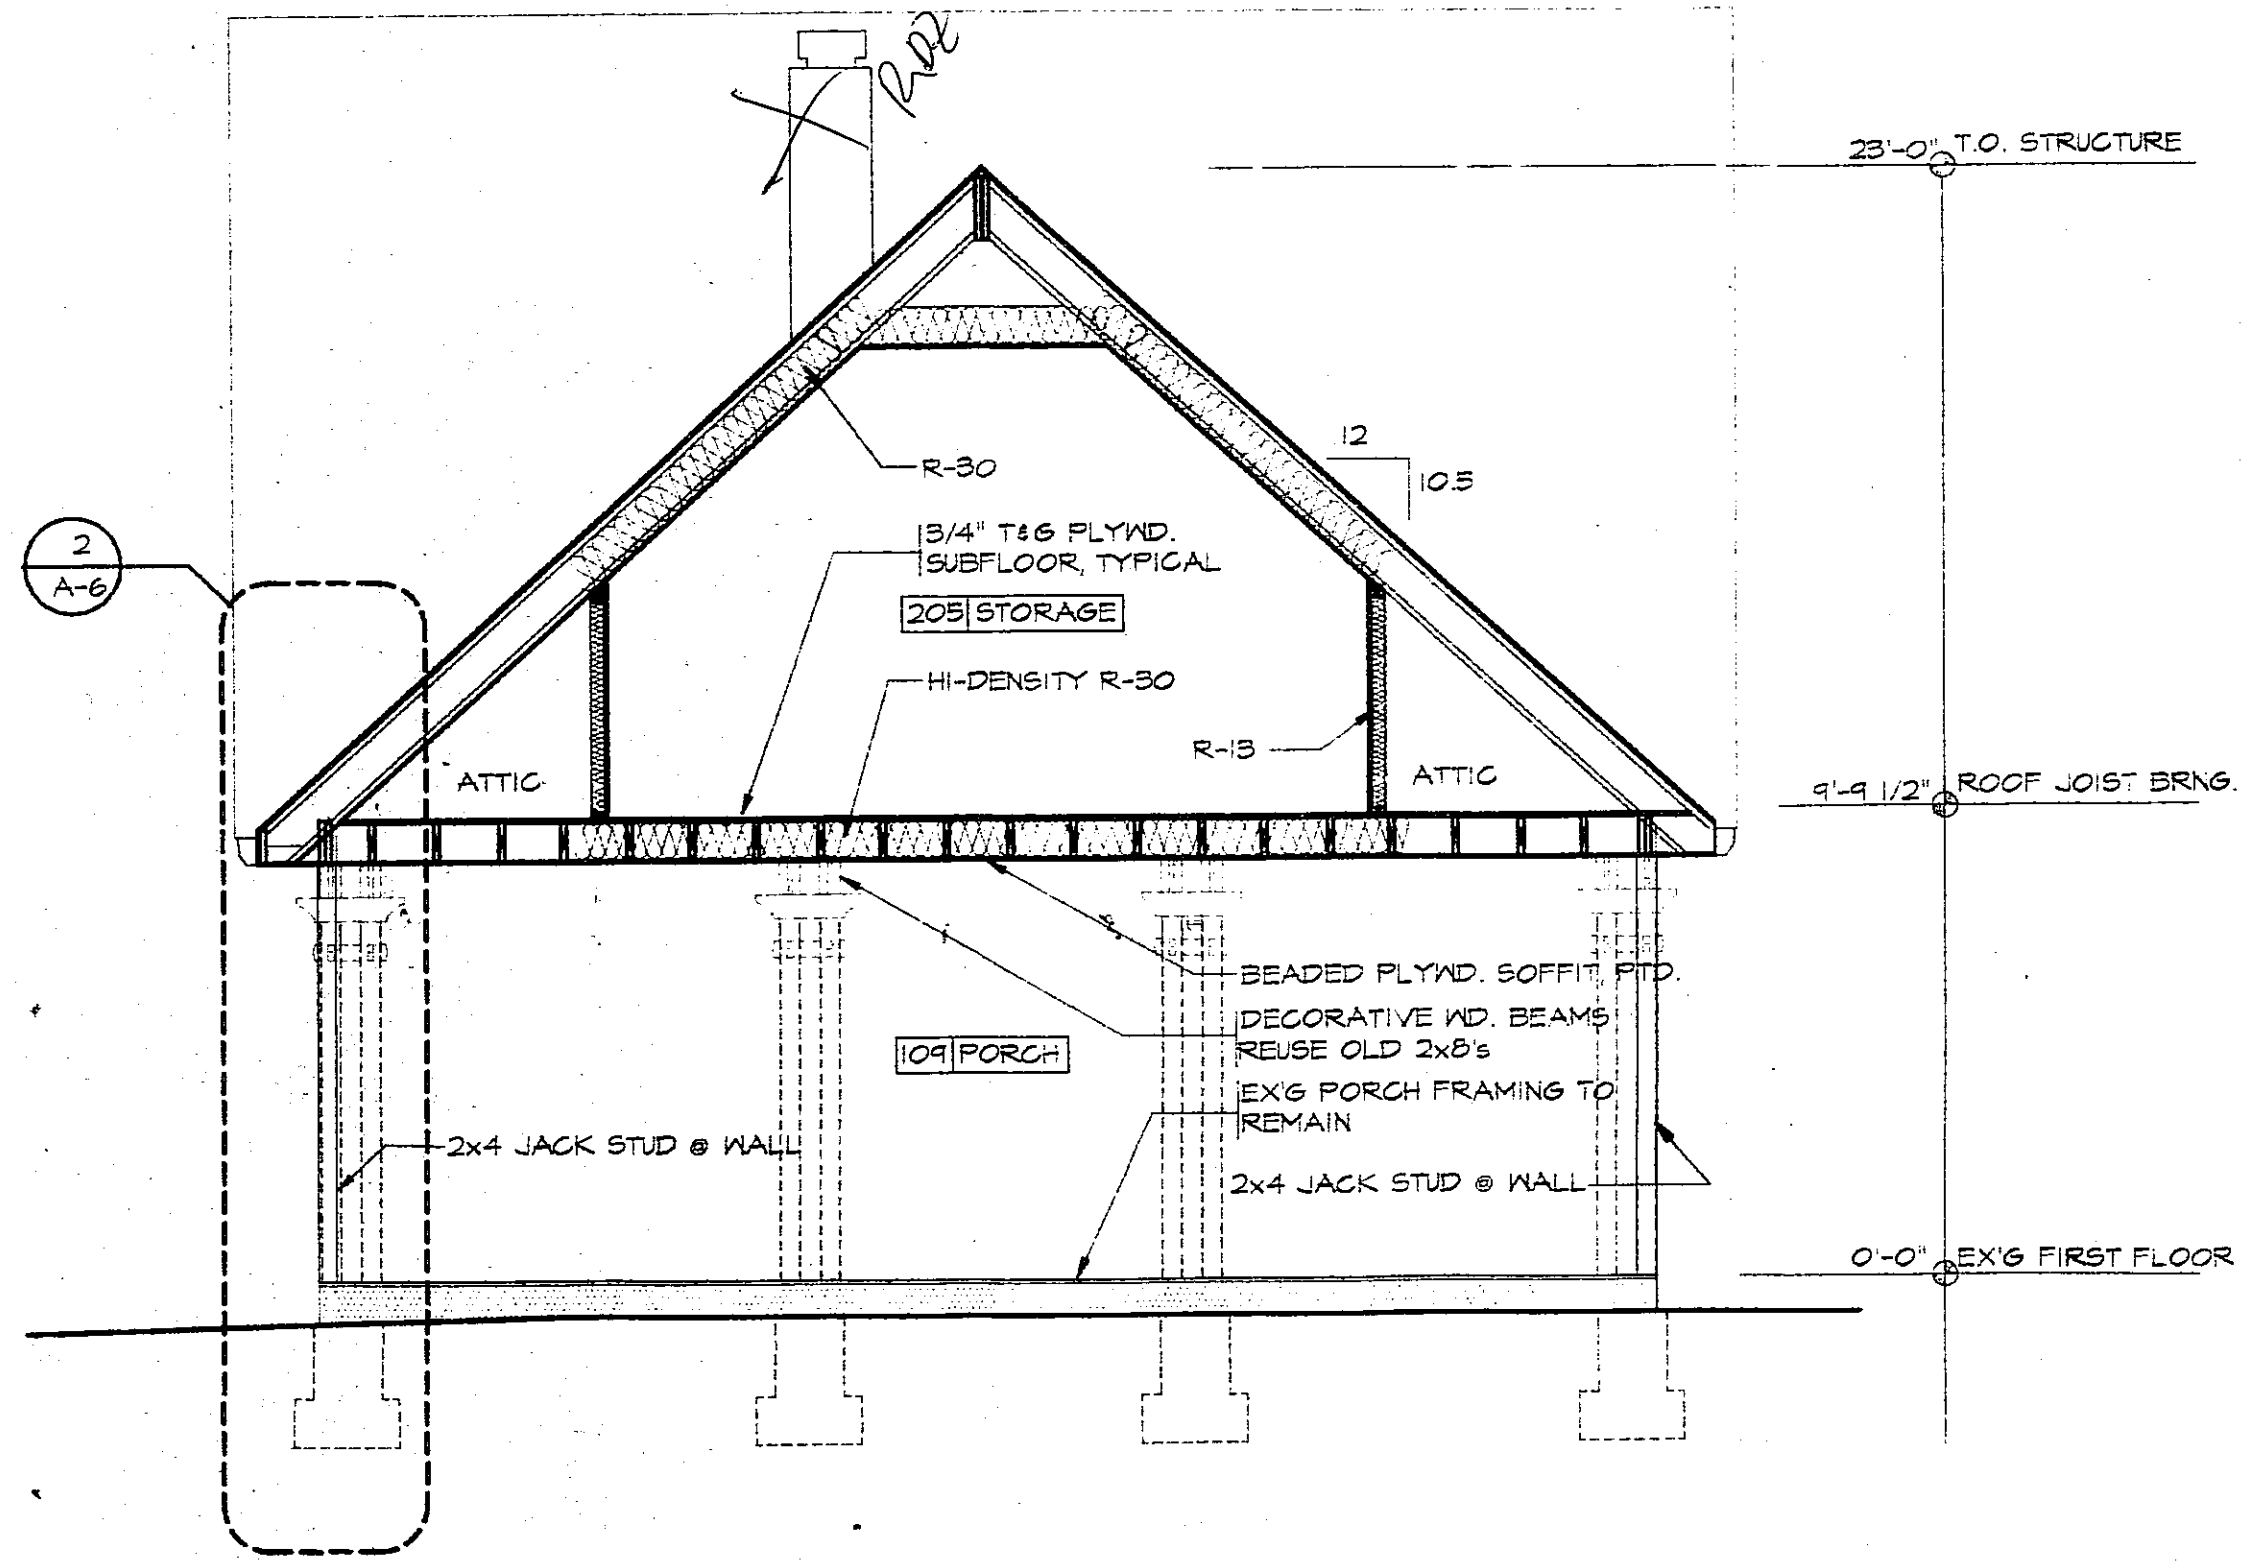 23'-0" T.O. STRUCTURE
12
10.5
R-30
3/4" T&G PLYWD.
SUBFLOOR, TYPICAL
2
A-6
205 STORAGE
HI-DENSITY R-30
R-13
ATTIC
ATTIC
9'-9 1/2" ROOF JOIST BRNG.
BEADED PLYWD. SOFFIT, PTD.
DECORATIVE WD. BEAMS
REUSE OLD 2x8's
109 PORCH
EX'G PORCH FRAMING TO
REMAIN
2x4 JACK STUD @ WALL
2x4 JACK STUD @ WALL
0'-0" EX'G FIRST FLOOR